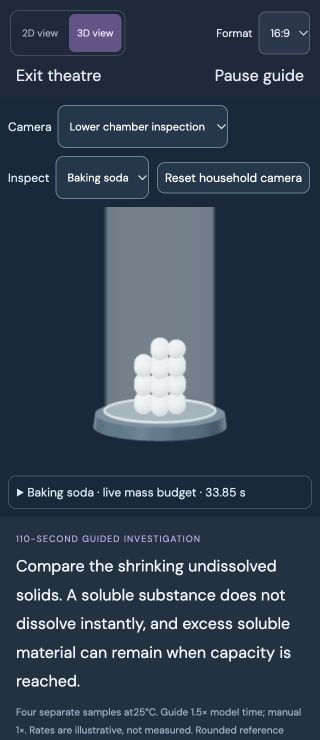 2D view 3D view Format 16:9
Exit theatre Pause guide
Camera Lower chamber inspection
Inspect Baking soda Reset household camera
Baking soda · live mass budget · 33.85 s
110-SECOND GUIDED INVESTIGATION
Compare the shrinking undissolved
solids. A soluble substance does not
dissolve instantly, and excess soluble
material can remain when capacity is
reached.
Four separate samples at25°C. Guide 1.5× model time; manual
1×. Rates are illustrative, not measured. Rounded reference